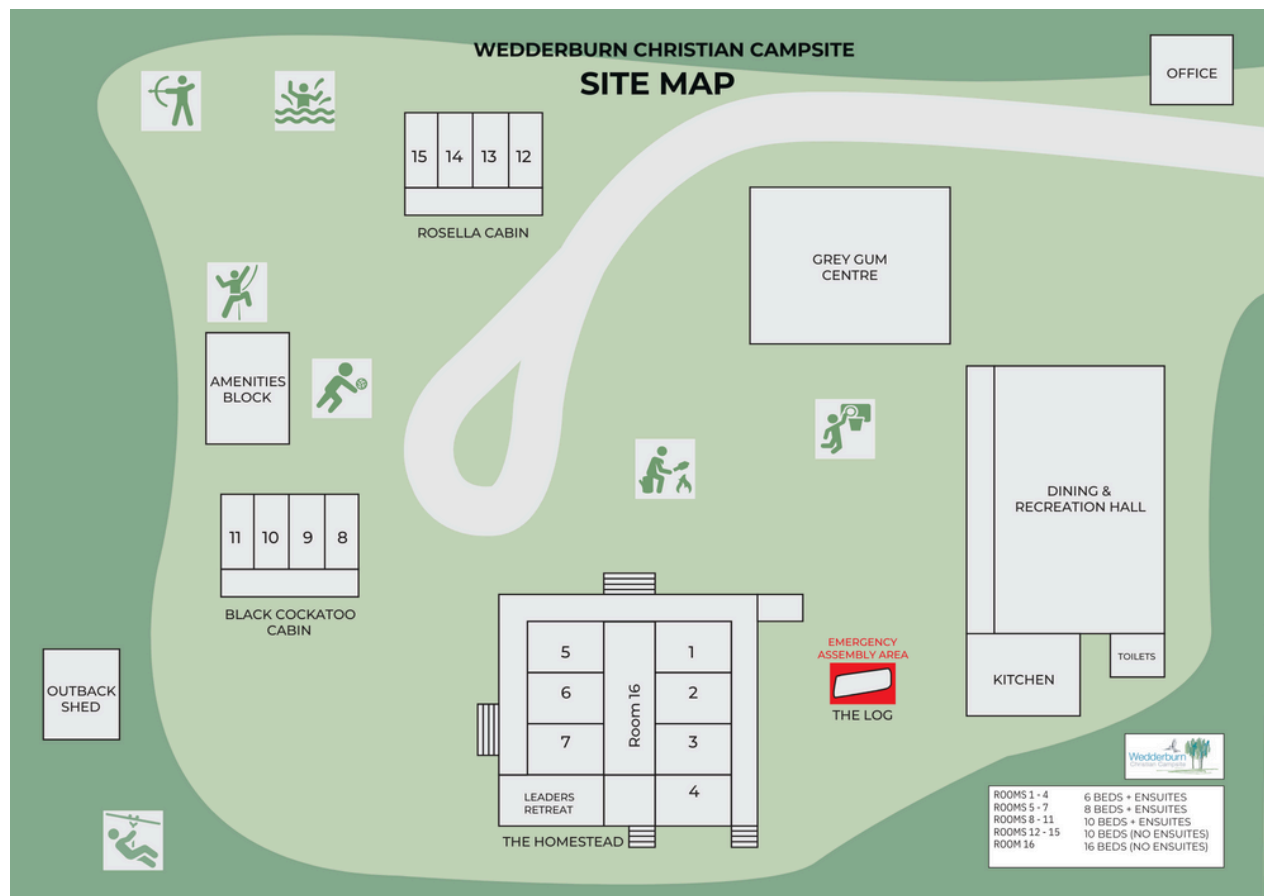 WEDDERBURN CHRISTIAN CAMPSITE
SITE MAP
OFFICE
15 14 13 12
ROSELLA CABIN
GREY GUM
CENTRE
AMENITIES
BLOCK
DINING &
RECREATION HALL
11 10 9 8
BLACK COCKATOO
CABIN
OUTBACK
SHED
5
6
7
Room 16
1
2
3
4
LEADERS
RETREAT
THE HOMESTEAD
EMERGENCY
ASSEMBLY AREA
THE LOG
KITCHEN
TOILETS
Wedderburn
Christian Campsite
ROOMS 1 - 4 6 BEDS + ENSUITES
ROOMS 5 - 7 8 BEDS + ENSUITES
ROOMS 8 - 11 10 BEDS + ENSUITES
ROOMS 12 - 15 10 BEDS (NO ENSUITES)
ROOM 16 16 BEDS (NO ENSUITES)